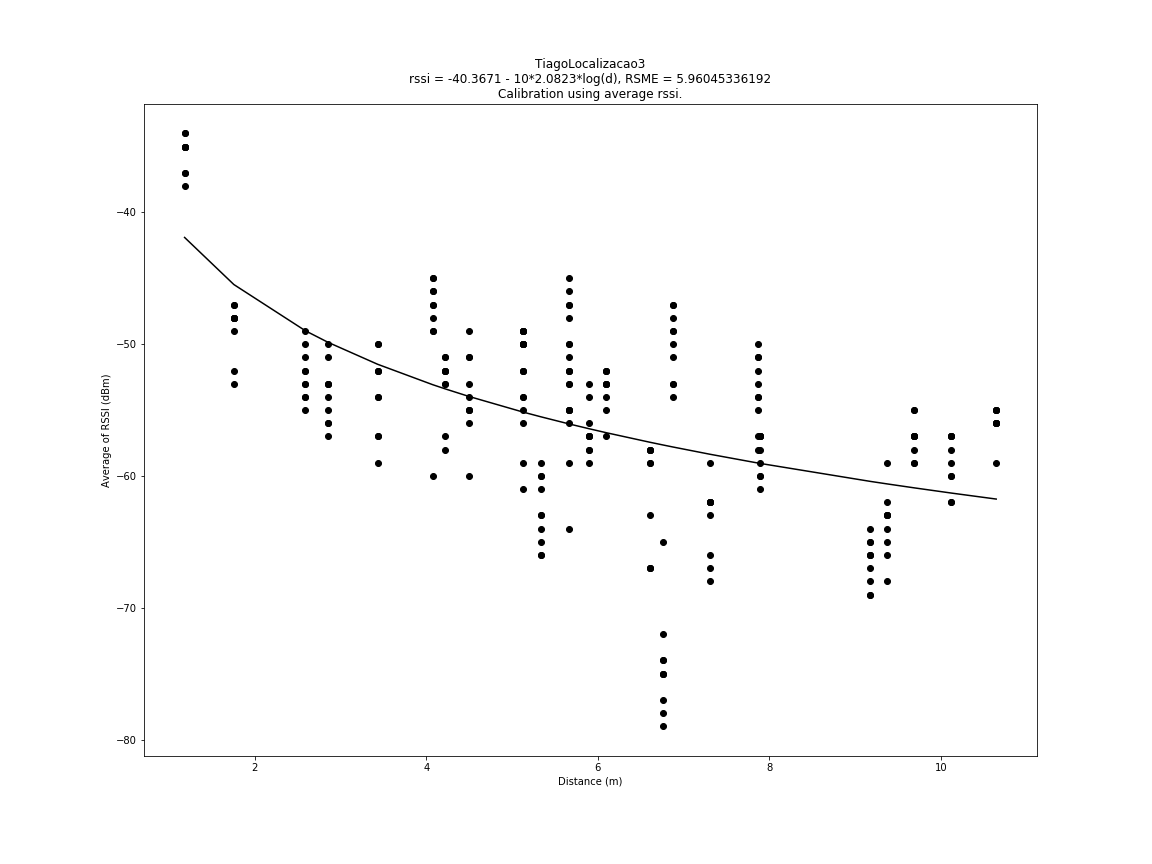 TiagoLocalizacao3
rssi = -40.3671 - 10*2.0823*log(d), RSME = 5.96045336192
Calibration using average rssi.
Average of RSSI (dBm)
−40
−50
−60
−70
−80
2 4 6 8 10
Distance (m)